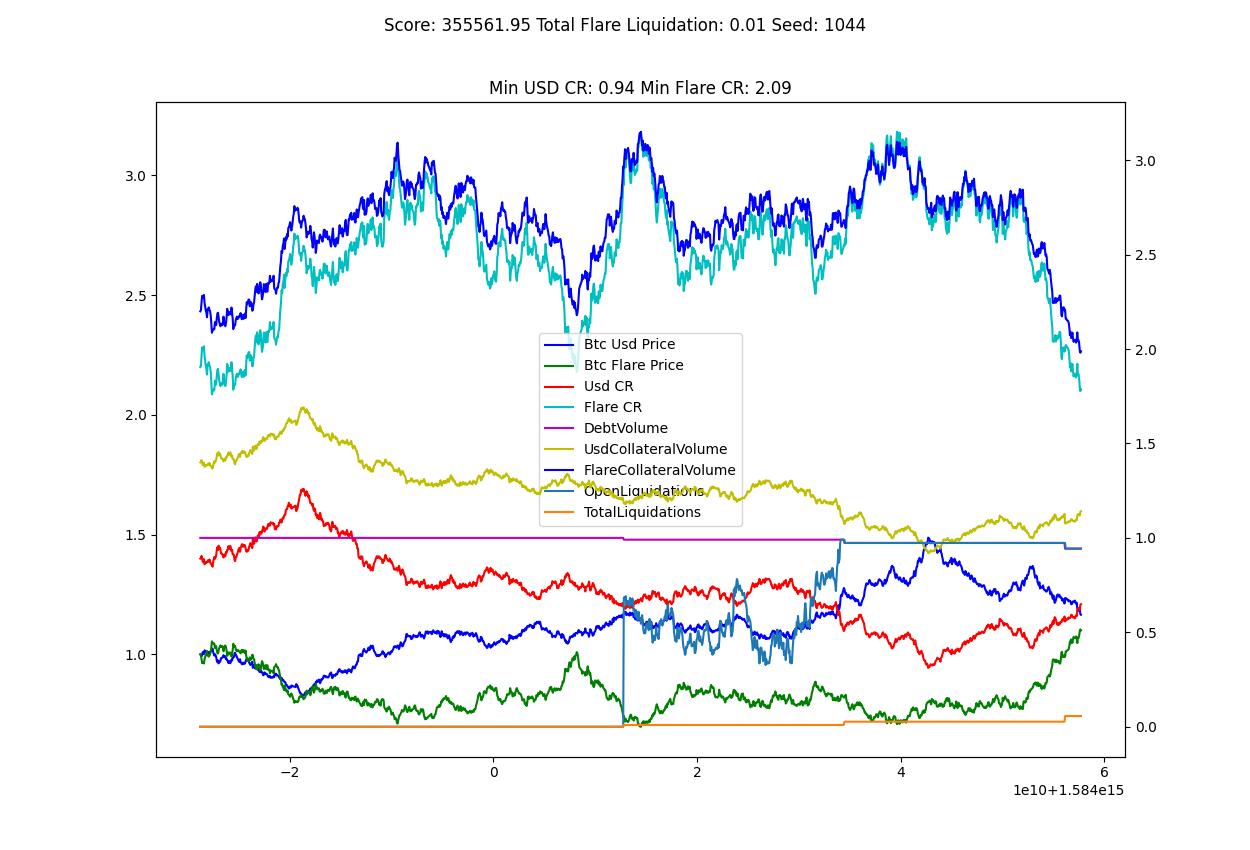 Score: 355561.95 Total Flare Liquidation: 0.01 Seed: 1044
Min USD CR: 0.94 Min Flare CR: 2.09
3.0
2.5
2.0
1.5
1.0
3.0
2.5
2.0
1.5
1.0
0.5
0.0
Btc Usd Price
Btc Flare Price
Usd CR
Flare CR
DebtVolume
UsdCollateralVolume
FlareCollateralVolume
OpenLiquidations
TotalLiquidations
−2 0 2 4 6
1e10+1.584e15